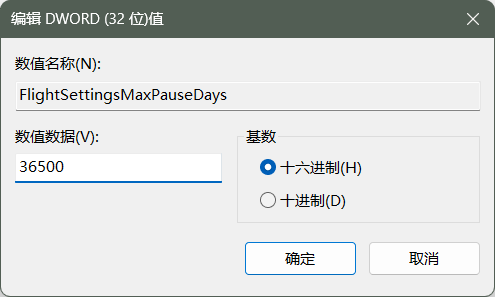 编辑 DWORD (32 位)值
数值名称(N):
FlightSettingsMaxPauseDays
数值数据(V):
36500
基数
十六进制(H)
十进制(D)
确定
取消